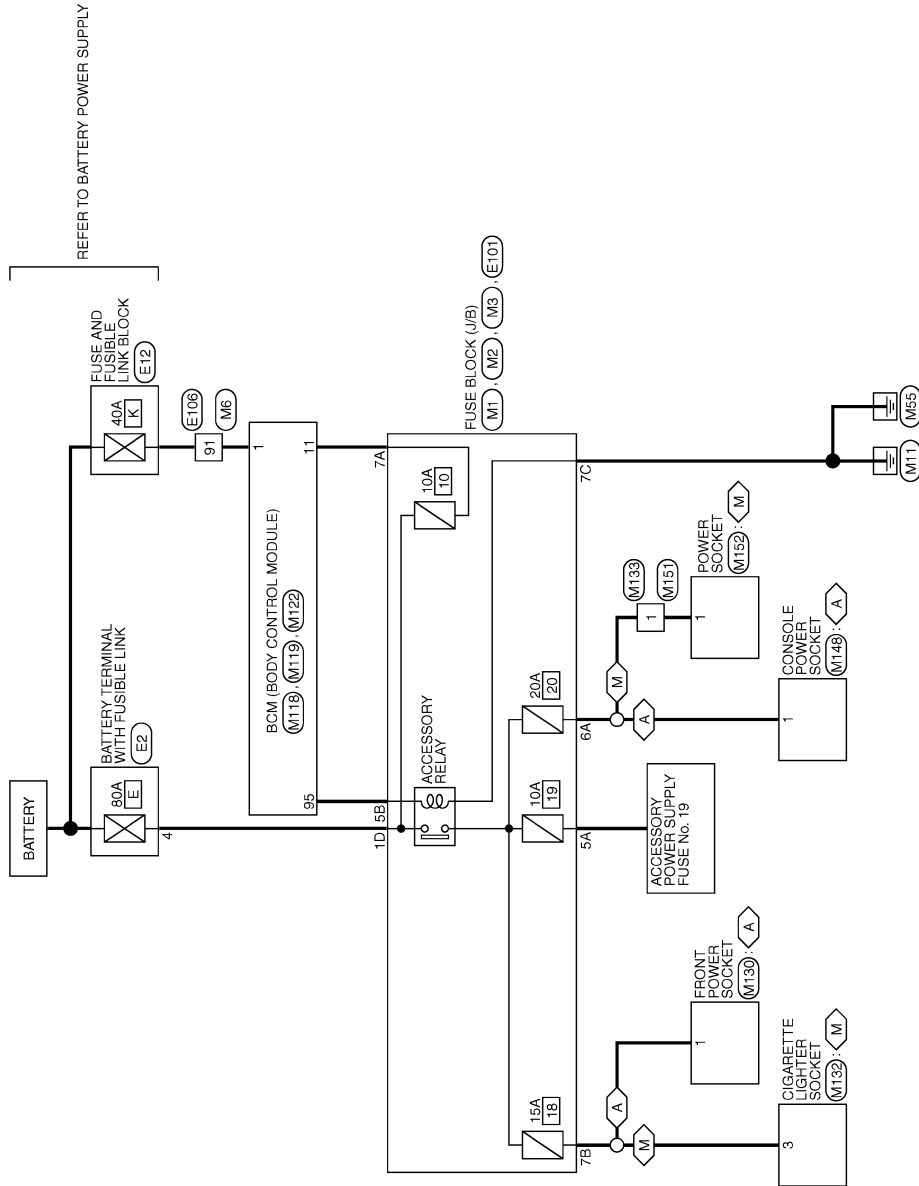 REFER TO BATTERY POWER SUPPLY
BATTERY
BATTERY TERMINAL
WITH FUSIBLE LINK
E2
80A
E
4
FUSE AND
FUSIBLE
LINK BLOCK
E12
40A
K
E106
91
M6
1
BCM (BODY CONTROL MODULE)
M118 , M119 , M122
95
11
FUSE BLOCK (J/B)
M1 , M2 , M3 , E101
1D
5B
7A
ACCESSORY
RELAY
10A
10
15A
18
10A
19
20A
20
7B
5A
6A
7C
A
M
FRONT
POWER
SOCKET
M130 : A
1
CIGARETTE
LIGHTER
SOCKET
M132 : M
3
ACCESSORY
POWER SUPPLY
FUSE No. 19
M
A
M133
1
M151
POWER
SOCKET
M152 : M
1
CONSOLE
POWER
SOCKET
M148 : A
1
M11
M55